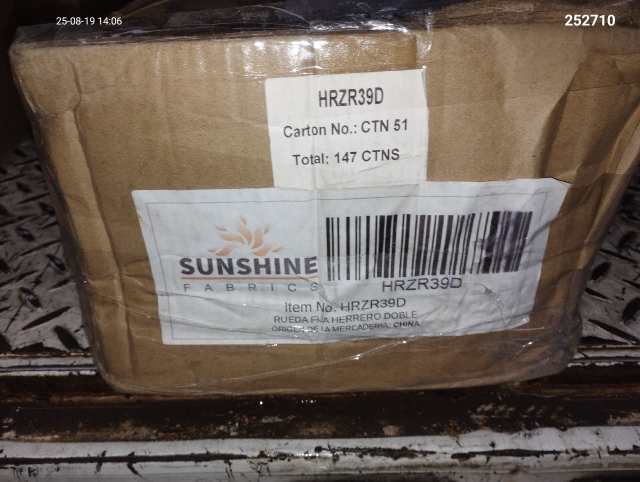 25-08-19 14:06
252710
HRZR39D
Carton No.: CTN 51
Total: 147 CTNS
SUNSHINE
FABRICS
HRZR39D
Item No. HRZR39D
RUEDA FNA HERRERO DOBLE
ORIGEN DE LA MERCADERIA: CHINA